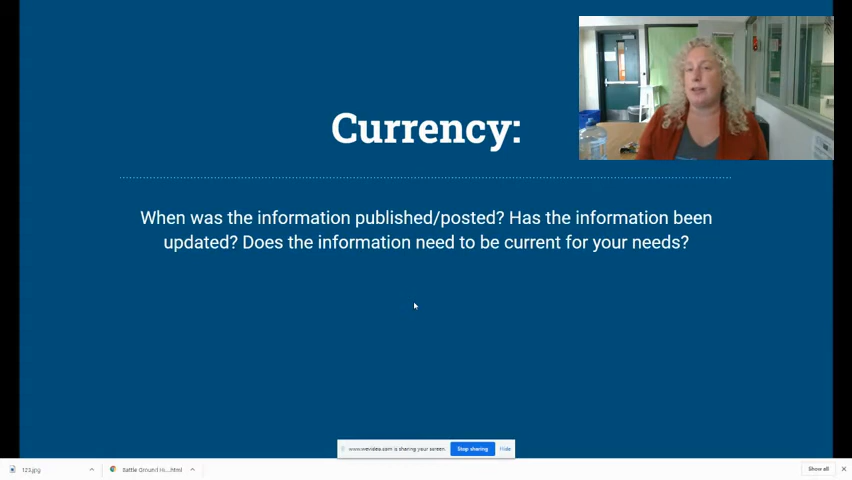 Currency:
When was the information published/posted? Has the information been
updated? Does the information need to be current for your needs?
www.wevideo.com is sharing your screen.
Stop sharing
Hide
123.jpg
Battle Ground Hi....html
Show all